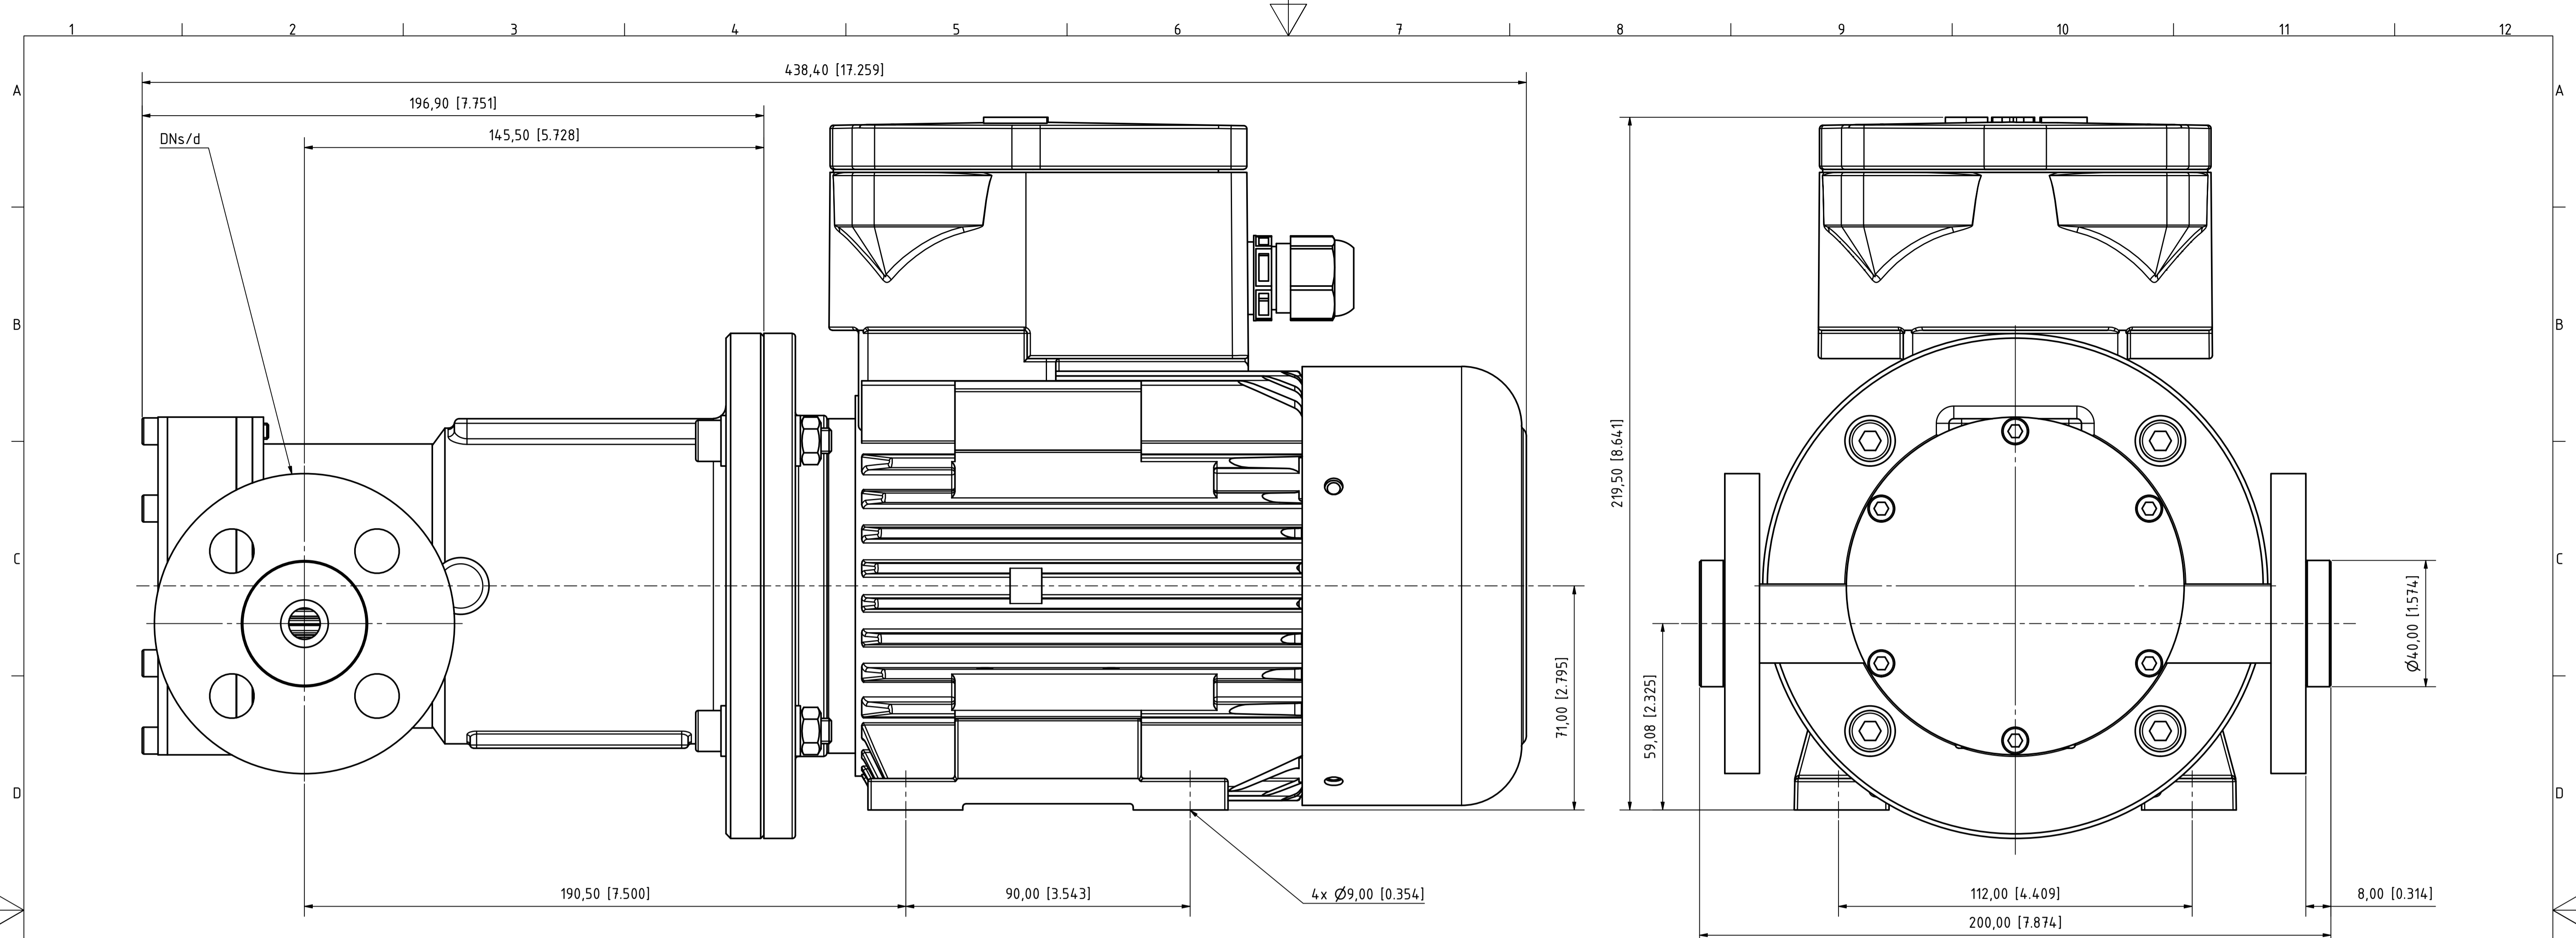 1 2 3 4 5 6 7 8 9 10 11 12
438,40 [17.259]
A A
196,90 [7.751]
DNs/d 145,50 [5.728]
B B
219,50 [8.641]
C C
Ø40,00 [1.574]
71,00 [2.795]
59,08 [2.325]
D D
190,50 [7.500] 90,00 [3.543] 4x Ø9,00 [0.354] 112,00 [4.409] 8,00 [0.314]
200,00 [7.874]